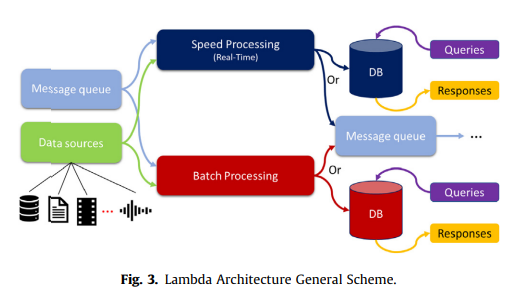 Speed Processing
(Real-Time)
Queries
DB
Or
Message queue
Responses
Data sources
Message queue
...
Batch Processing
Or
Queries
DB
...
Responses
Fig. 3. Lambda Architecture General Scheme.